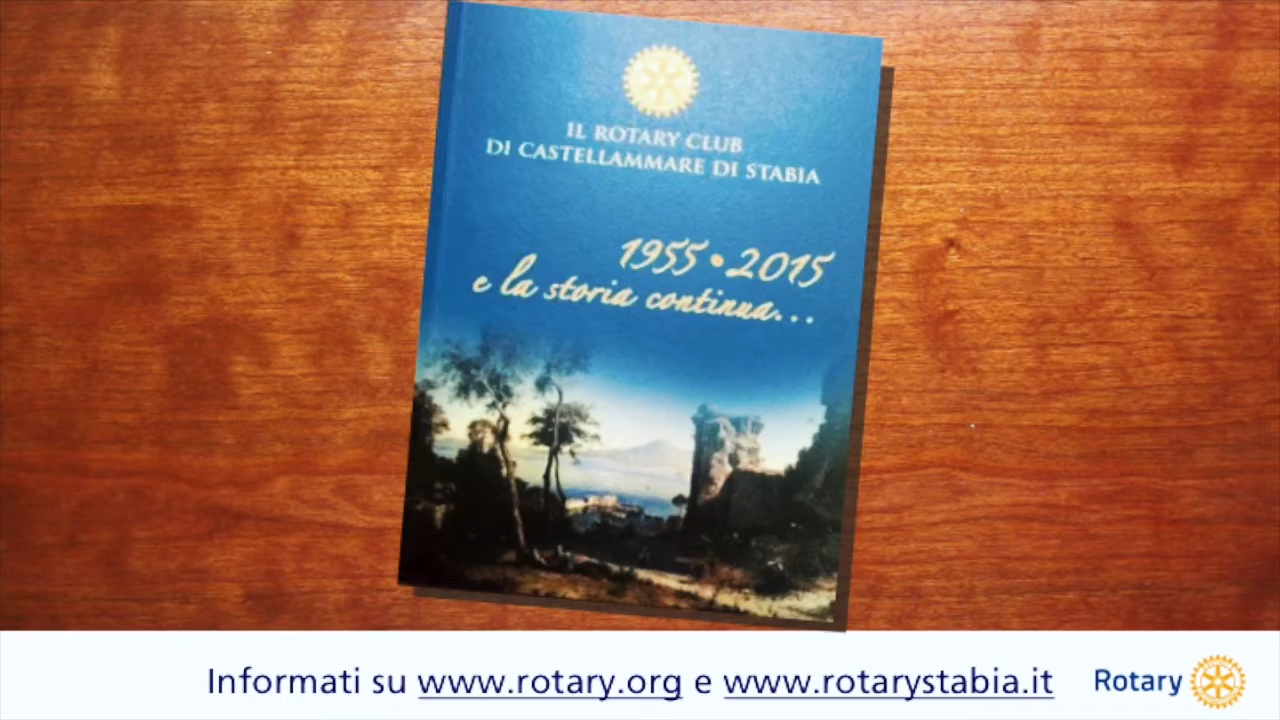 IL ROTARY CLUB
DI CASTELLAMMARE DI STABIA
1955•2015
e la storia continua...
Informati su www.rotary.org e www.rotarystabia.it
Rotary